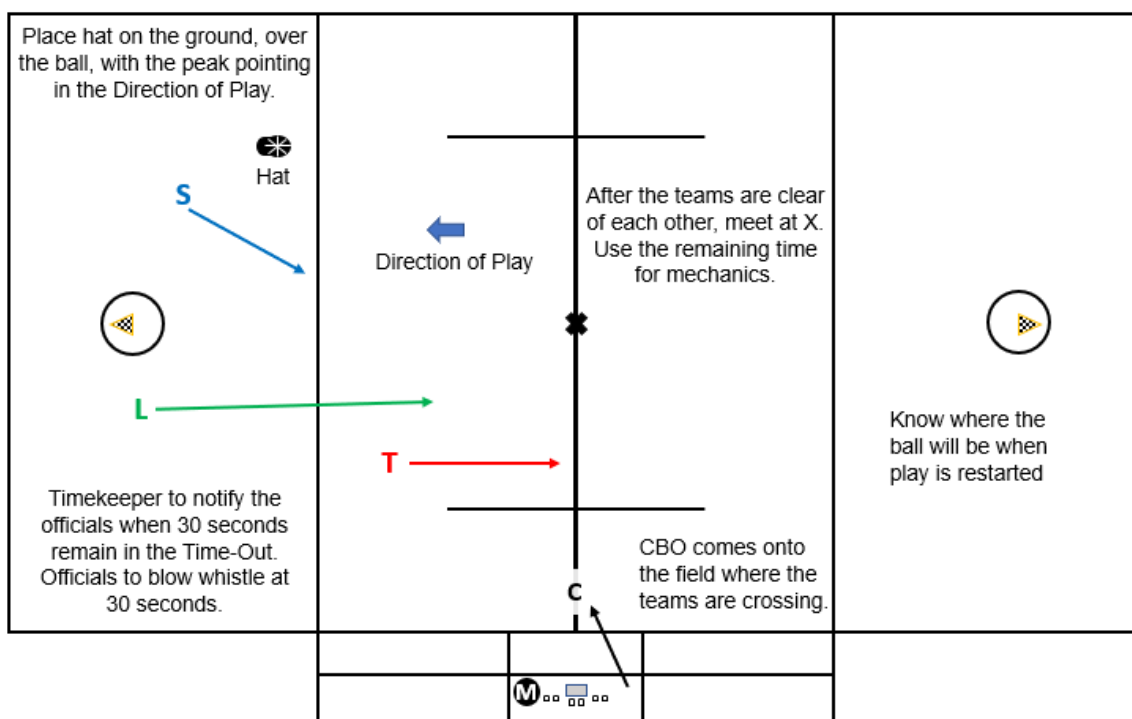 Place hat on the ground, over
the ball, with the peak pointing
in the Direction of Play.
Hat
S
Direction of Play
After the teams are clear
of each other, meet at X.
Use the remaining time
for mechanics.
L
T
Know where the
ball will be when
play is restarted
Timekeeper to notify the
officials when 30 seconds
remain in the Time-Out.
Officials to blow whistle at
30 seconds.
CBO comes onto
the field where the
teams are crossing.
C
M